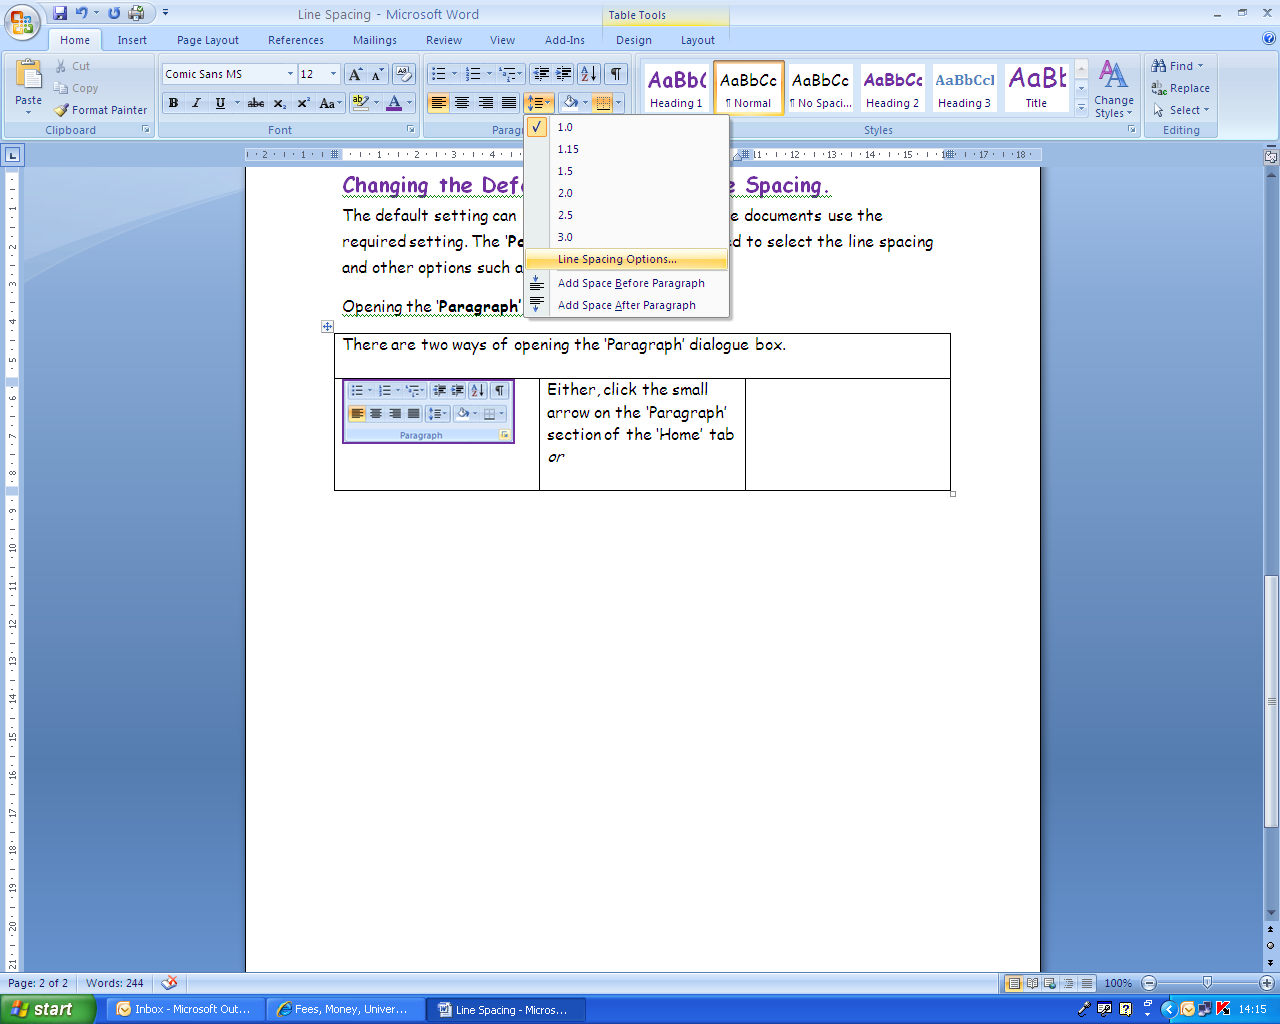 Line Spacing - Microsoft Word
Table Tools
Home Insert Page Layout References Mailings Review View Add-Ins Design Layout
Paste
Cut
Copy
Format Painter
Clipboard
Comic Sans MS 12
Font
Paragr
AaBbC Heading 1
AaBbCc ¶ Normal
AaBbCc ¶ No Spaci...
AaBbCc Heading 2
AaBbCcI Heading 3
AaBb Title
Change Styles
Styles
Find
Replace
Select
Editing
1.0
1.15
1.5
2.0
2.5
3.0
Line Spacing Options...
Add Space Before Paragraph
Add Space After Paragraph
Changing the Def e Spacing.
The default setting can e documents use the
required setting. The 'Pa ed to select the line spacing
and other options such a
Opening the 'Paragraph'
There are two ways of opening the 'Paragraph' dialogue box.
Paragraph
Either, click the small
arrow on the 'Paragraph'
section of the 'Home' tab
or
Page: 2 of 2 Words: 244 100%
start Inbox - Microsoft Out... Fees, Money, Univer... Line Spacing - Micros... 14:15